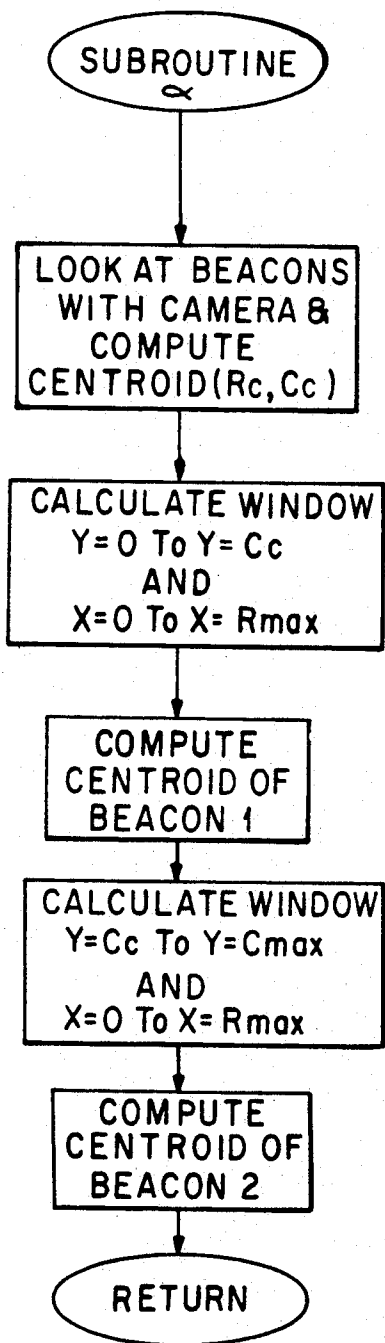 SUBROUTINE
α
LOOK AT BEACONS
WITH CAMERA &
COMPUTE
CENTROID(Rc, Cc)
CALCULATE WINDOW
Y=0 To Y= Cc
AND
X=0 To X= Rmax
COMPUTE
CENTROID OF
BEACON 1
CALCULATE WINDOW
Y=Cc To Y=Cmax
AND
X=0 To X= Rmax
COMPUTE
CENTROID OF
BEACON 2
RETURN